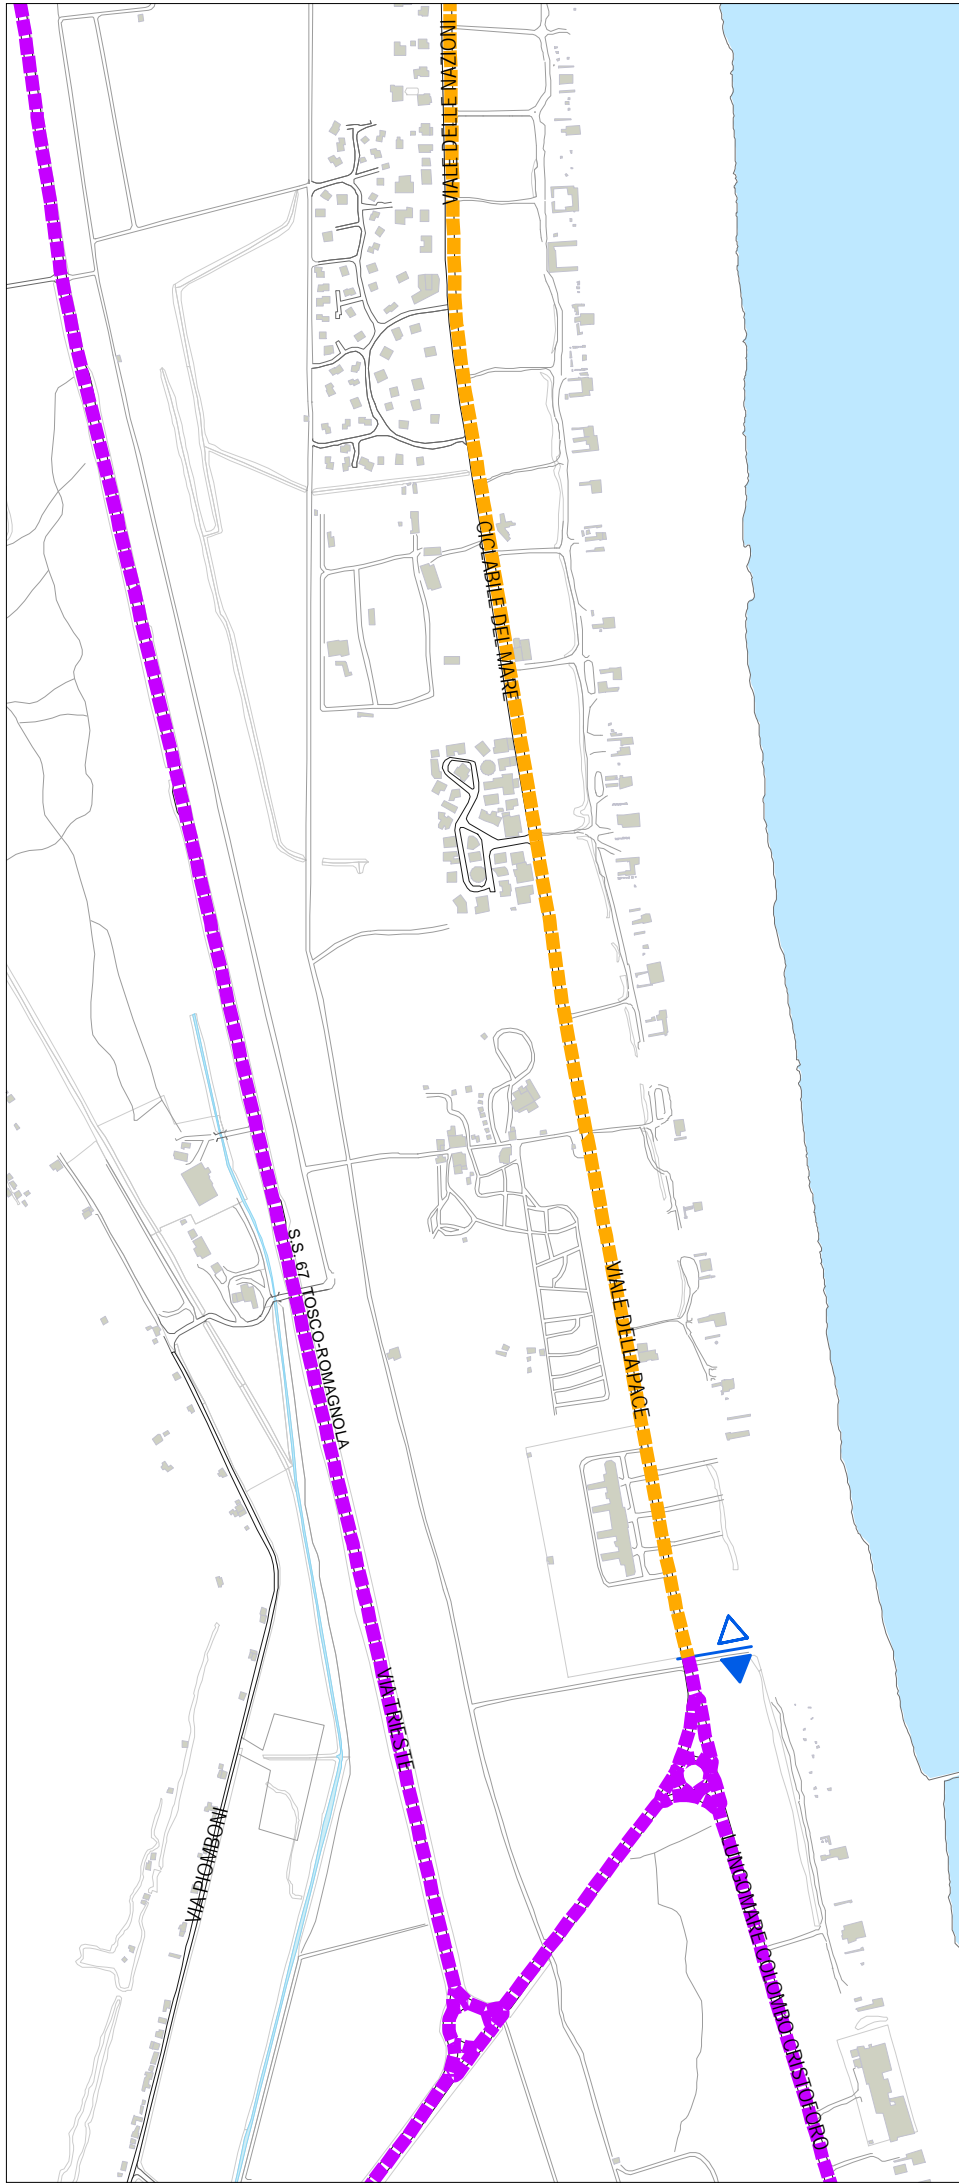 VIALE DELLE NAZIONI
CICLABILE DEL MARE
S.S. 67 TOSCO-ROMAGNOLA
VIALE DELLA PACE
VIA TRIESTE
VIA PIOMBONI
LUNGOMARE COLOMBO CRISTOFORO